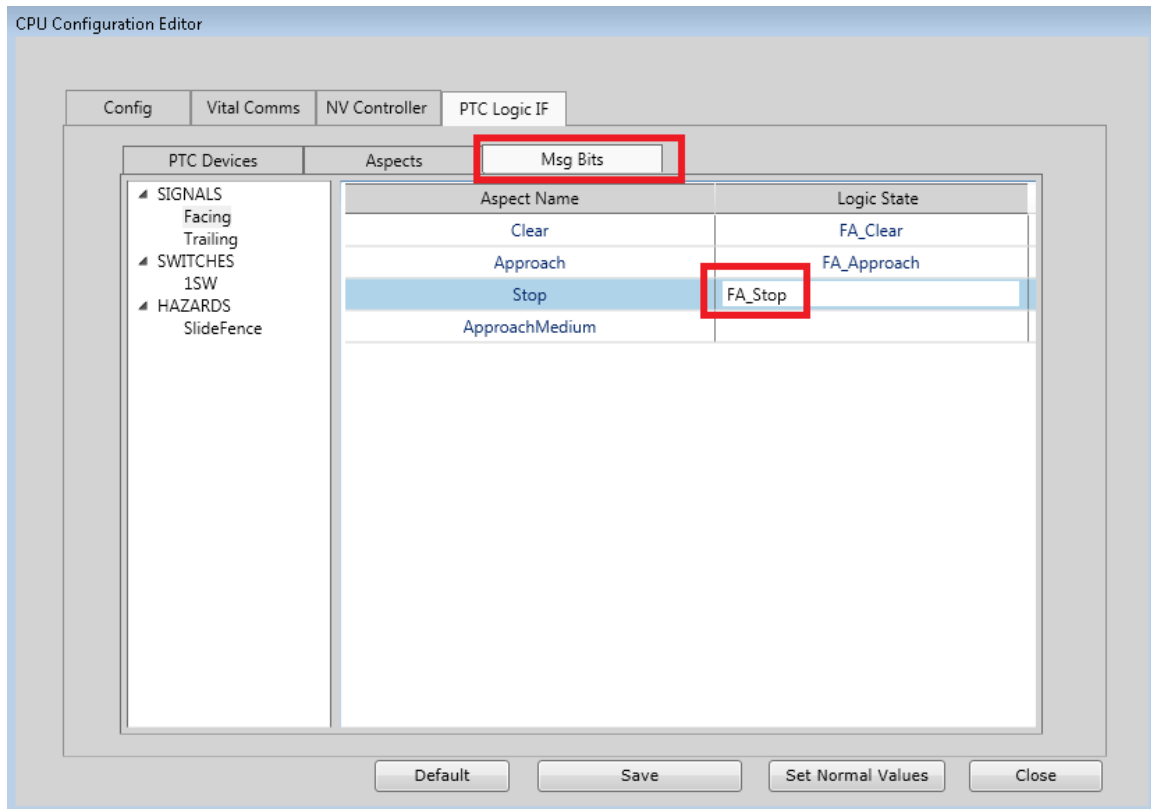 CPU Configuration Editor
Config Vital Comms NV Controller PTC Logic IF
PTC Devices Aspects Msg Bits
SIGNALS
Facing
Trailing
SWITCHES
1SW
HAZARDS
SlideFence
Aspect Name Logic State
Clear FA_Clear
Approach FA_Approach
Stop FA_Stop
ApproachMedium
Default Save Set Normal Values Close